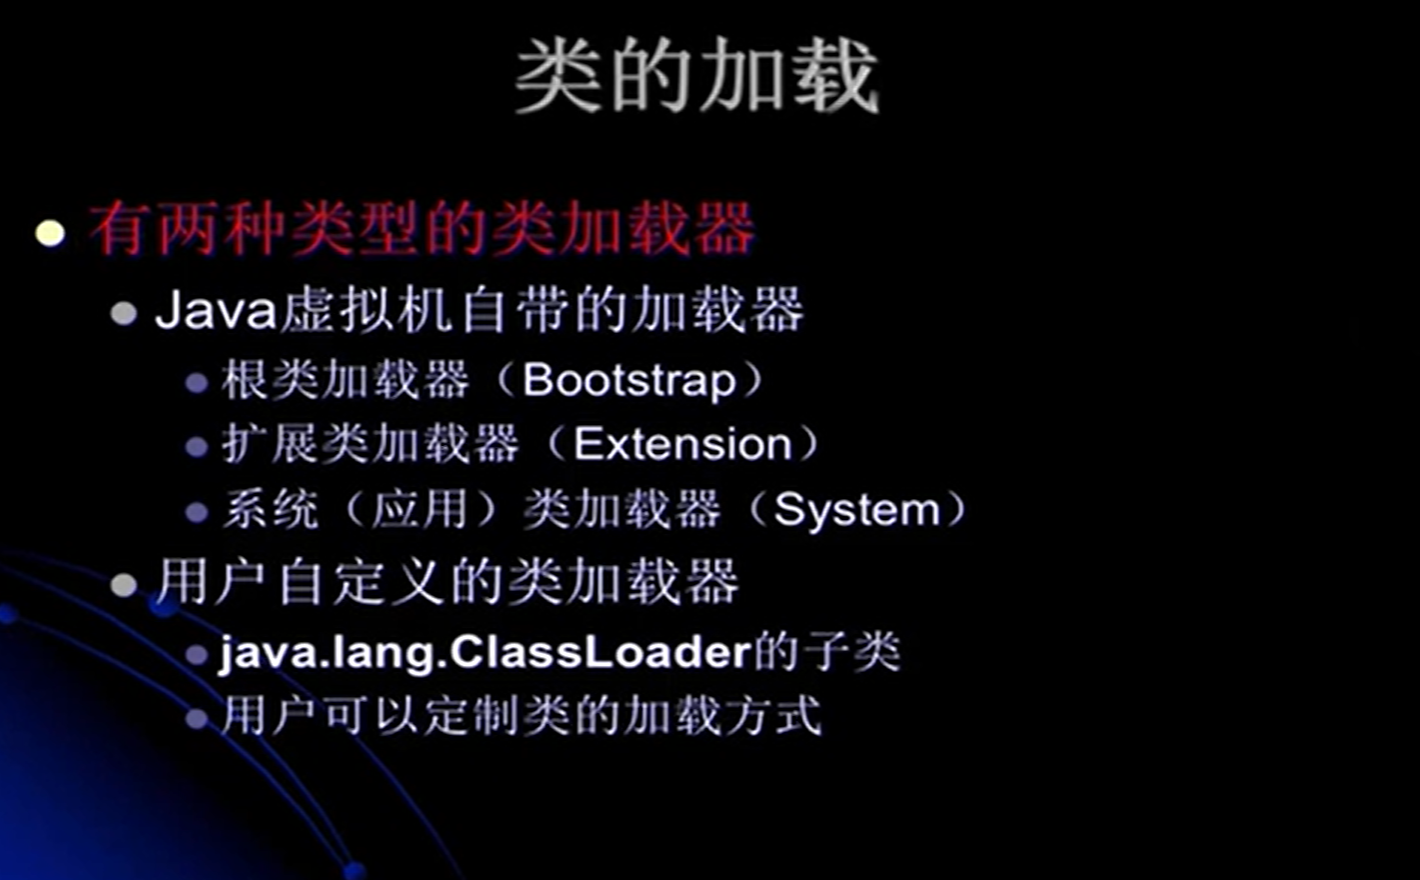 类的加载
有两种类型的类加载器
Java虚拟机自带的加载器
根类加载器（Bootstrap）
扩展类加载器（Extension）
系统（应用）类加载器（System）
用户自定义的类加载器
java.lang.ClassLoader的子类
用户可以定制类的加载方式